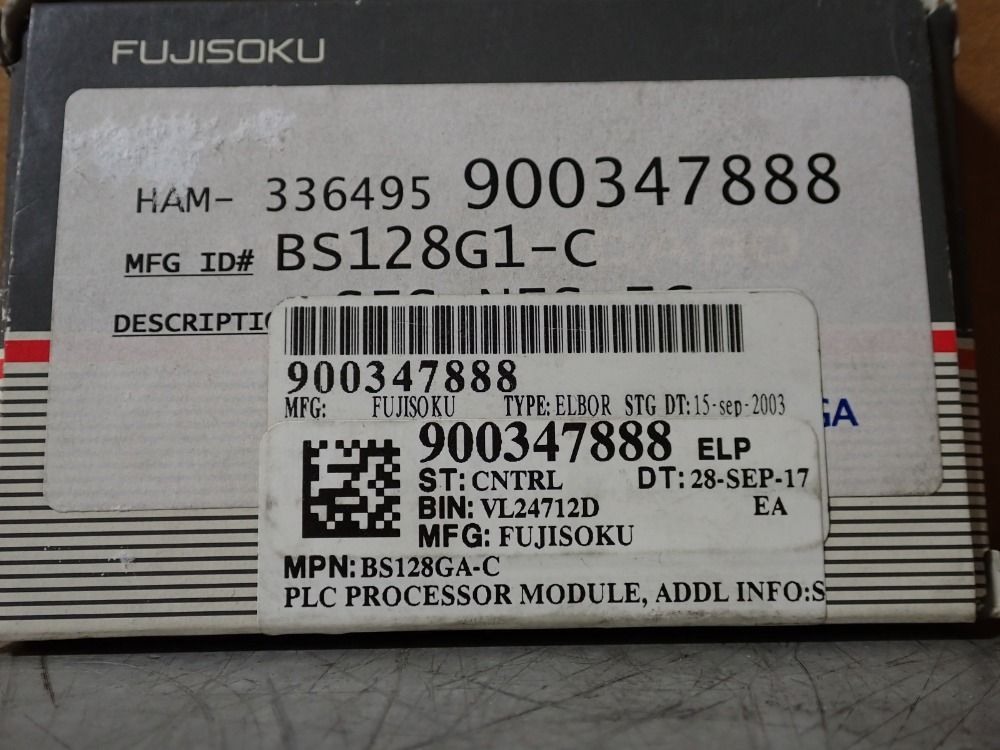 FUJISOKU
HAM- 336495 900347888
MFG ID# BS128G1-C
DESCRIPTIO
900347888
MFG: FUJISOKU TYPE: ELBOR STG DT: 15-sep-2003
GA
900347888 ELP
ST: CNTRL DT: 28-SEP-17
BIN: VL24712D EA
MFG: FUJISOKU
MPN: BS128GA-C
PLC PROCESSOR MODULE, ADDL INFO:S